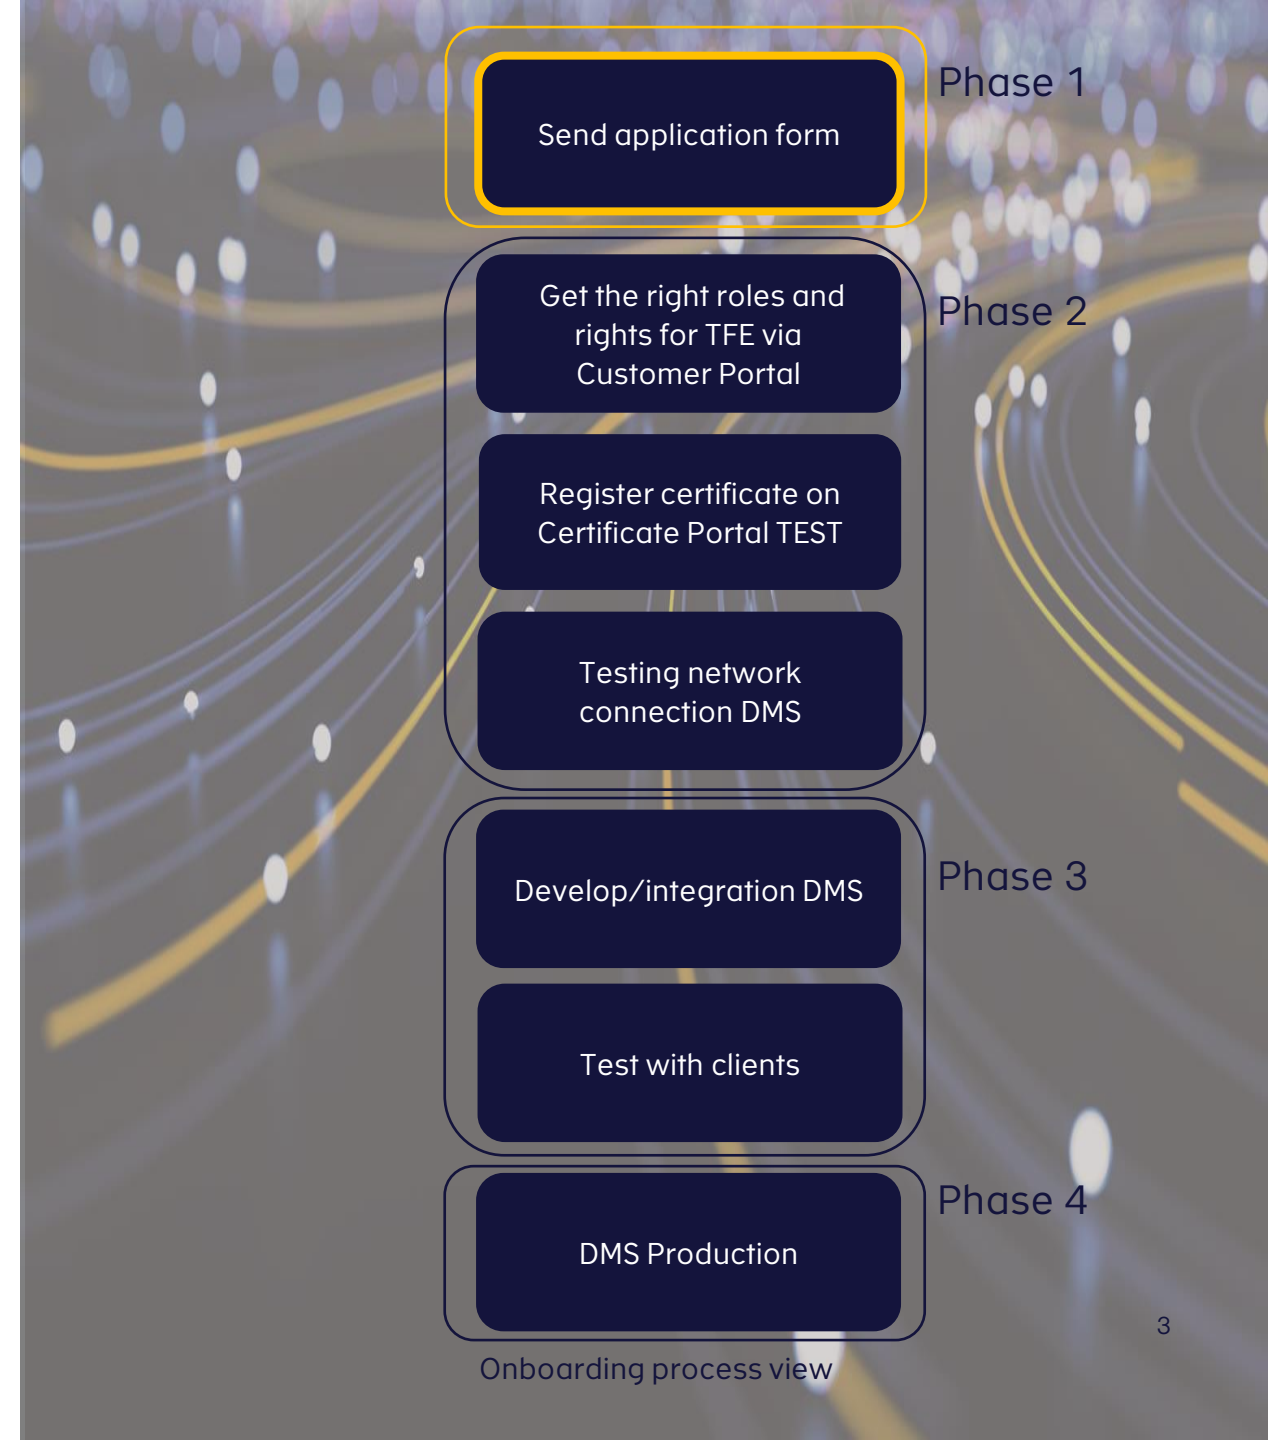 Phase 1
Send application form
Phase 2
Get the right roles and
rights for TFE via
Customer Portal
Register certificate on
Certificate Portal TEST
Testing network
connection DMS
Phase 3
Develop/integration DMS
Test with clients
Phase 4
DMS Production
3
Onboarding process view